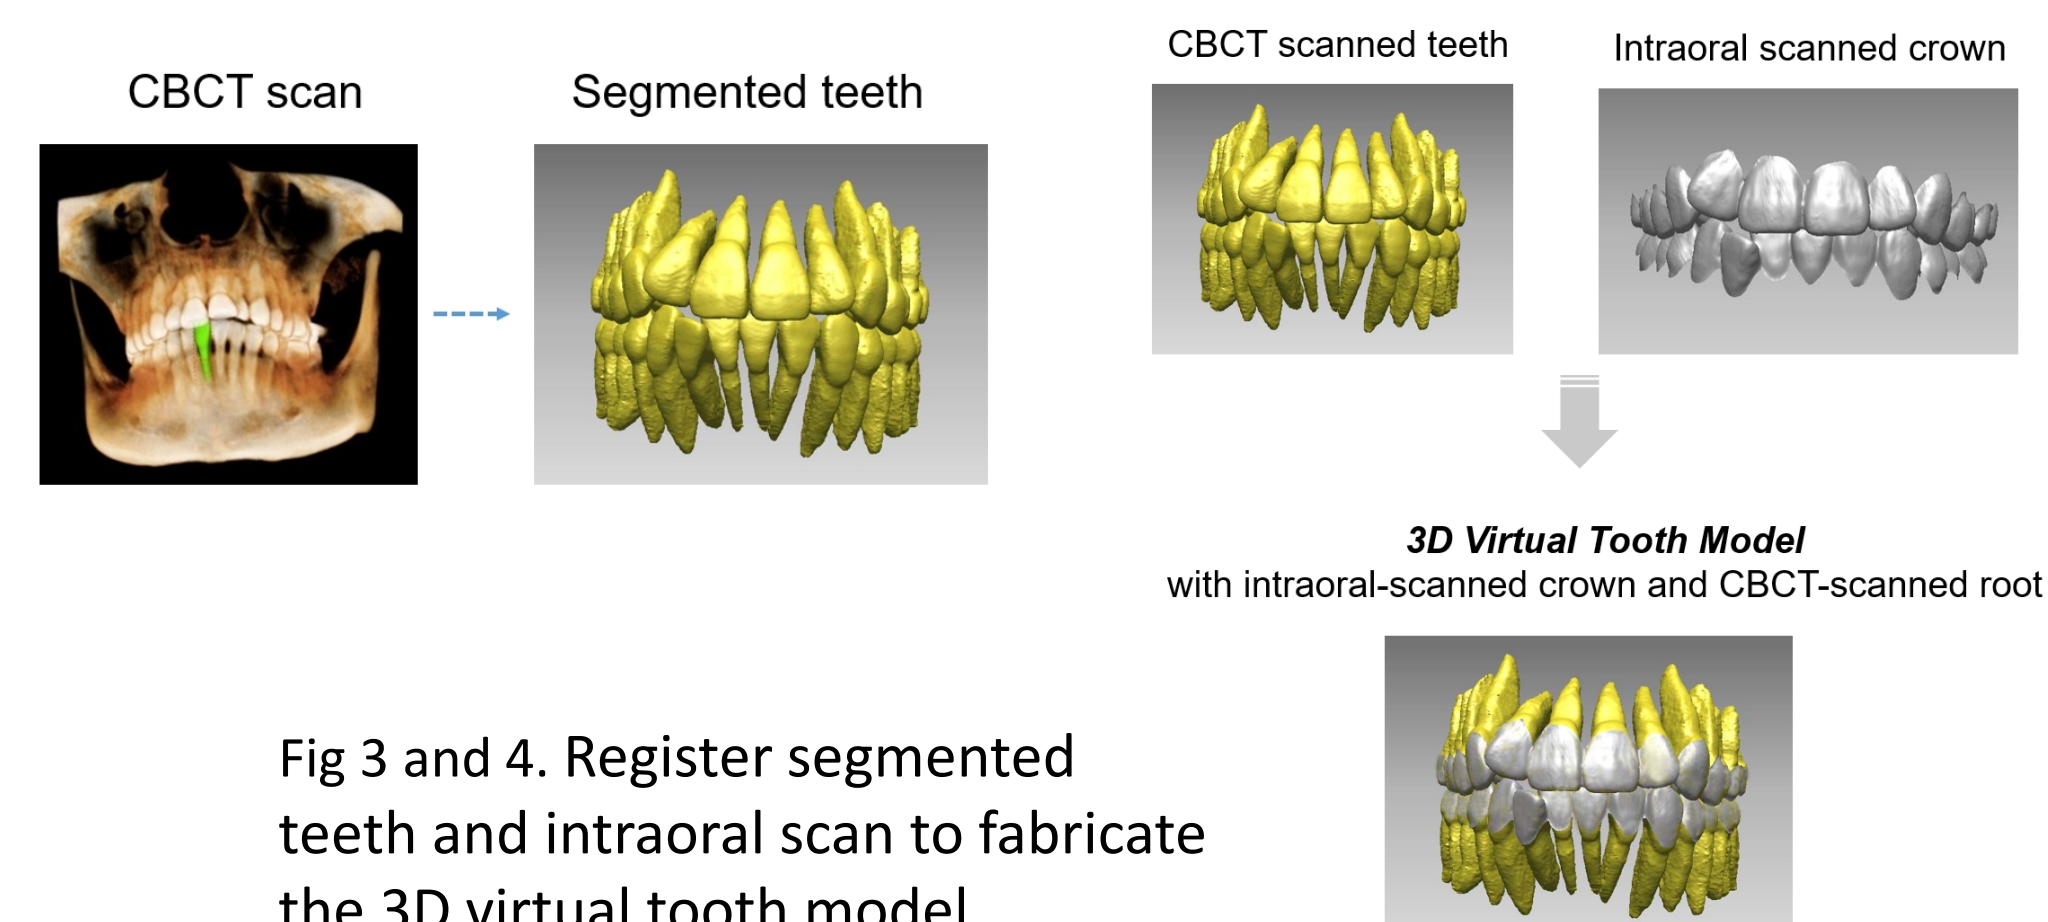 CBCT scan
Segmented teeth
CBCT scanned teeth
Intraoral scanned crown
3D Virtual Tooth Model
with intraoral-scanned crown and CBCT-scanned root
Fig 3 and 4. Register segmented
teeth and intraoral scan to fabricate
the 3D virtual tooth model